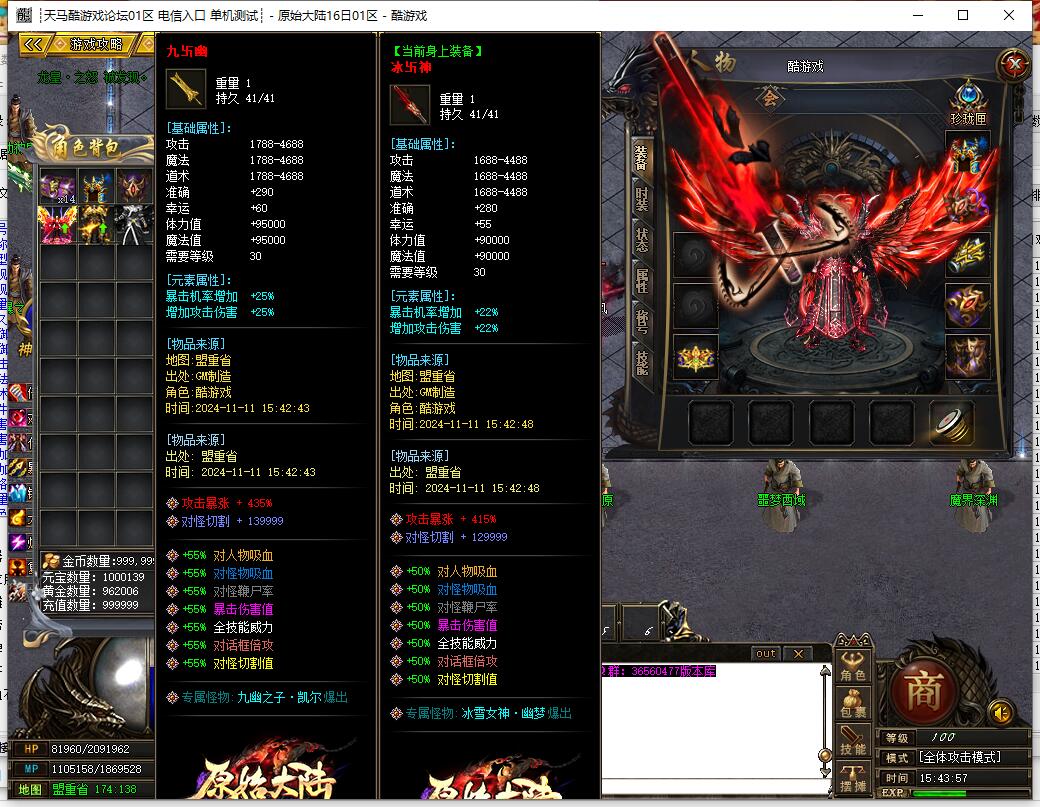 [天马酷游戏论坛01区 电信入口 单机测试] - 原始大陆16日01区 - 酷游戏
游戏攻略
角色背包
x14
金币数量:999,99
元宝数量: 1000139
黄金数量: 962006
充值数量: 999999
HP 81960/2091962
MP 1105158/1869528
地图 盟重省 174:138
九幽
重量 1
持久 41/41
[基础属性]:
攻击 1788-4688
魔法 1788-4688
道术 1788-4688
准确 +290
幸运 +60
体力值 +95000
魔法值 +95000
需要等级 30
[元素属性]:
暴击机率增加 +25%
增加攻击伤害 +25%
[物品来源]
地图:盟重省
出处:GM制造
角色:酷游戏
时间:2024-11-11 15:42:43
[物品来源]
出处: 盟重省
时间: 2024-11-11 15:42:43
攻击暴涨 + 435%
对怪切割 + 139999
+55% 对人物吸血
+55% 对怪物吸血
+55% 对怪鞭尸率
+55% 暴击伤害值
+55% 全技能威力
+55% 对话框倍攻
+55% 对怪切割值
专属怪物: 九幽之子·凯尔 爆出
原始大陆
【当前身上装备】
冰神
重量 1
持久 41/41
[基础属性]:
攻击 1688-4488
魔法 1688-4488
道术 1688-4488
准确 +280
幸运 +55
体力值 +90000
魔法值 +90000
需要等级 30
[元素属性]:
暴击机率增加 +22%
增加攻击伤害 +22%
[物品来源]
地图:盟重省
出处:GM制造
角色:酷游戏
时间:2024-11-11 15:42:48
[物品来源]
出处: 盟重省
时间: 2024-11-11 15:42:48
攻击暴涨 + 415%
对怪切割 + 129999
+50% 对人物吸血
+50% 对怪物吸血
+50% 对怪鞭尸率
+50% 暴击伤害值
+50% 全技能威力
+50% 对话框倍攻
+50% 对怪切割值
专属怪物: 冰雪女神·幽梦 爆出
原始大陆
人物
酷游戏
会
珍珑匣
装备
时装
状态
属性
称号
技能
原
噩梦西域
魔界深渊
5 6
out X
群: 36560477版本库
角色
包裹
技能
摆摊
商
等级 100
模式 [全体攻击模式]
时间 15:43:57
EXP